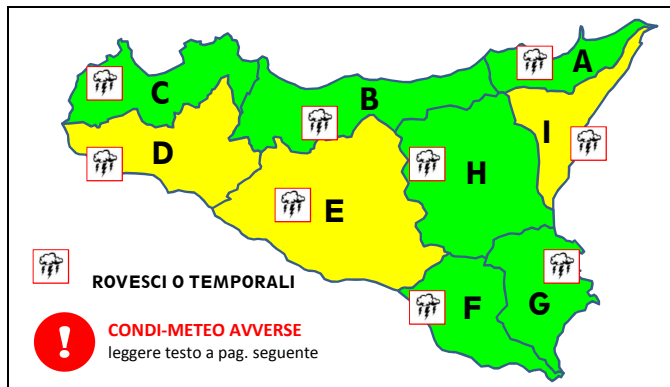 A
C
B
I
D
H
E
ROVESCI O TEMPORALI
F
G
CONDI-METEO AVVERSE
leggere testo a pag. seguente